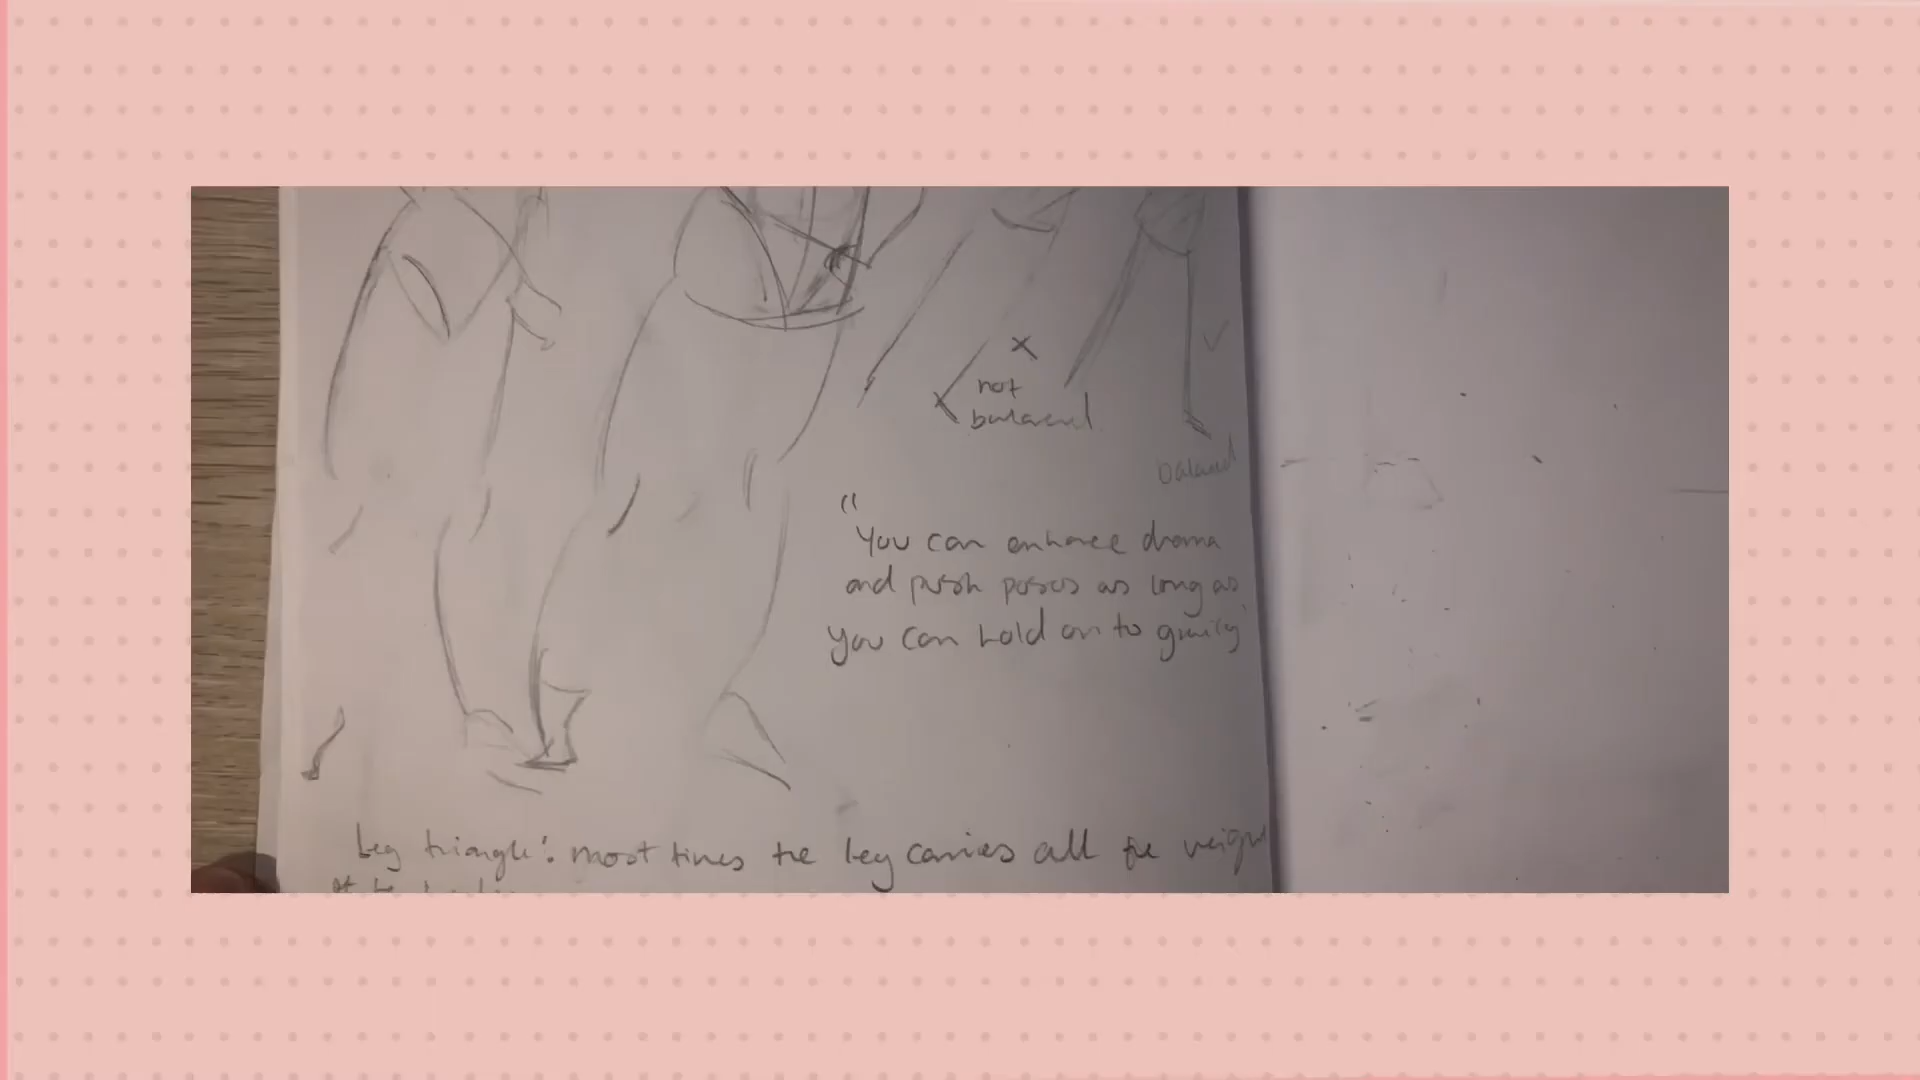 not
balanced
balanced
"
You can enhance drama
and push poses as long as
you can hold on to gravity
Leg triangle: most times the leg carries all the weight